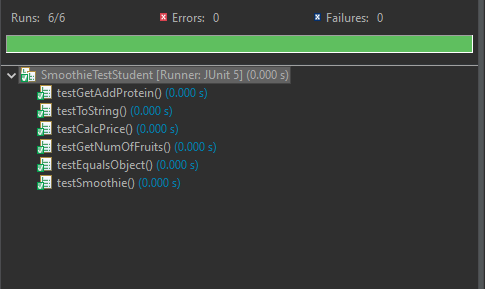 Runs: 6/6 Errors: 0 Failures: 0
SmoothieTestStudent [Runner: JUnit 5] (0.000 s)
testGetAddProtein() (0.000 s)
testToString() (0.000 s)
testCalcPrice() (0.000 s)
testGetNumOfFruits() (0.000 s)
testEqualsObject() (0.000 s)
testSmoothie() (0.000 s)